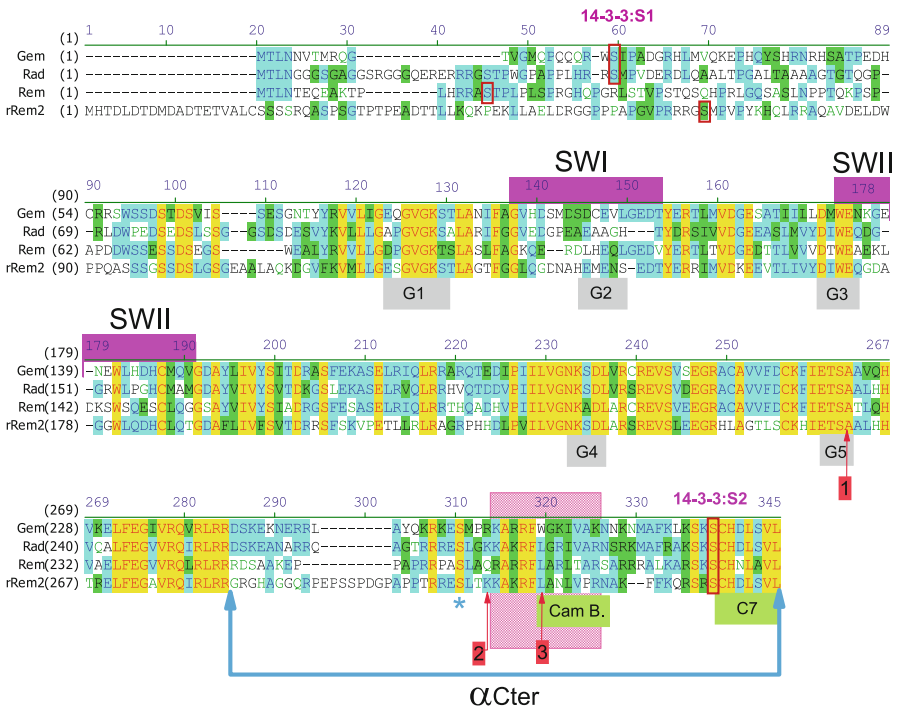 14-3-3:S1
(1) 1 10 20 30 40 50 60 70 89
Gem (1) -------------------MTLNNVTMRQG----------------TVGMQPQQQR-WSIPADGRHLMVQKEPHQYSHRNRHSATPEDH
Rad (1) -------------------MTLNGGGSGAGGSRGGGQERERRRGSTPWGPAPPLHR-RSMPVDERDLQAALTPGALTAAAAGTGTQGP-
Rem (1) -------------------MTLNTEQEAKTP--------LHRRASTPLPLSPRGHQPGRLSTVPSTQSQHPRLGQSASLNPPTQKPSP-
rRem2 (1) MHTDLDTDMDADTETVALCSSSSRQASPSGTPTPEADTTLLKQKPEKLLAELDRGGPPPAPGVPRRRGSMPVPYKHQLRRAQAVDELDW
SWI SWII
(90) 90 100 110 120 130 140 150 160 178
Gem (54) CRRSWSSDSTDSVIS----SESGNTYYRVVLIGEQGVGKSTLANIFAGVHDSMDSDCEVLGEDTYERTLMVDGESATIILLDMWENKGE
Rad (69) -RLDWPEDSEDSLSSG--GSDSDESVYKVLLLGAPGVGKSALARIFGGVEDGPEAEAAGH---TYDRSIVVDGEEASLMVYDIWEQDG-
Rem (62) APDDWSSESSDSEGS------WEALYRVVLLGDPGVGKTSLASLFAGKQE--RDLHEQLGEDVYERTLTVDGEDTTLVVVDTWEAEKL
rRem2 (90) PPQASSSGSSDSLGSGEAALAQKDGVFKVMLLGESGVGKSTLAGTFGGLQGDNAHEMENS-EDTYERRIMVDKEEVTLIVYDIWEQGDA
G1 G2 G3
SWII
(179) 179 190 200 210 220 230 240 250 267
Gem(139) -NEWLHDHCMQVGDAYLIVYSITDRASFEKASELRIQLRRARQTEDIPIILVGNKSDLVRCREVSVSEGRACAVVFDCKFIETSAAVQH
Rad(151) -GRWLPGHCMAMGDAYVIVYSVTDKGSLEKASELRVQLRRHVQTDDVPIILVGNKSDLVRSREVSVDEGRACAVVFDCKFIETSAALHH
Rem(142) DKSWSQESCLQGGSAYVIVYSIADRGSFESASELRIQLRRTHQADHVPIILVGNKADLARCREVSVEEGRACAVVFDCKFIETSATLQH
rRem2(178) -GGWLQDHCLQTGDAFLIVFSVTDRRSFSKVPETLLRLRAGRPHHDLPVILVGNKSDLARSREVSLEEGRHLAGTLSCKHIETSAALHH
G4 G5
1
14-3-3:S2
(269) 269 280 290 300 310 320 330 345
Gem(228) VKELFEGIVRQVRLRRDSKEKNERRL---------AYQKRKESMPRKARRFWGKIVAKNNKNMAFKLKSKSCHDLSVL
Rad(240) VQALFEGVVRQIRLRRDSKEANARRQ---------AGTRRRESLGKKAKRFLGRIVARNSRKMAFRAKSKSCHDLSVL
Rem(232) VAELFEGVVRQLRLRRRDSAAKEP-----------PAPRRPASLAQRARRFLARLTARSARRRALKARSKSCHNLAVL
rRem2(267) TRELFEGAVRQIRLRRGRGHAGGQRPEPSSPDGPAPPTRRESLTKKAKRFLANLVPRNAK--FFKQRSRSCHDLSVL
* Cam B. C7
2 3
αCter